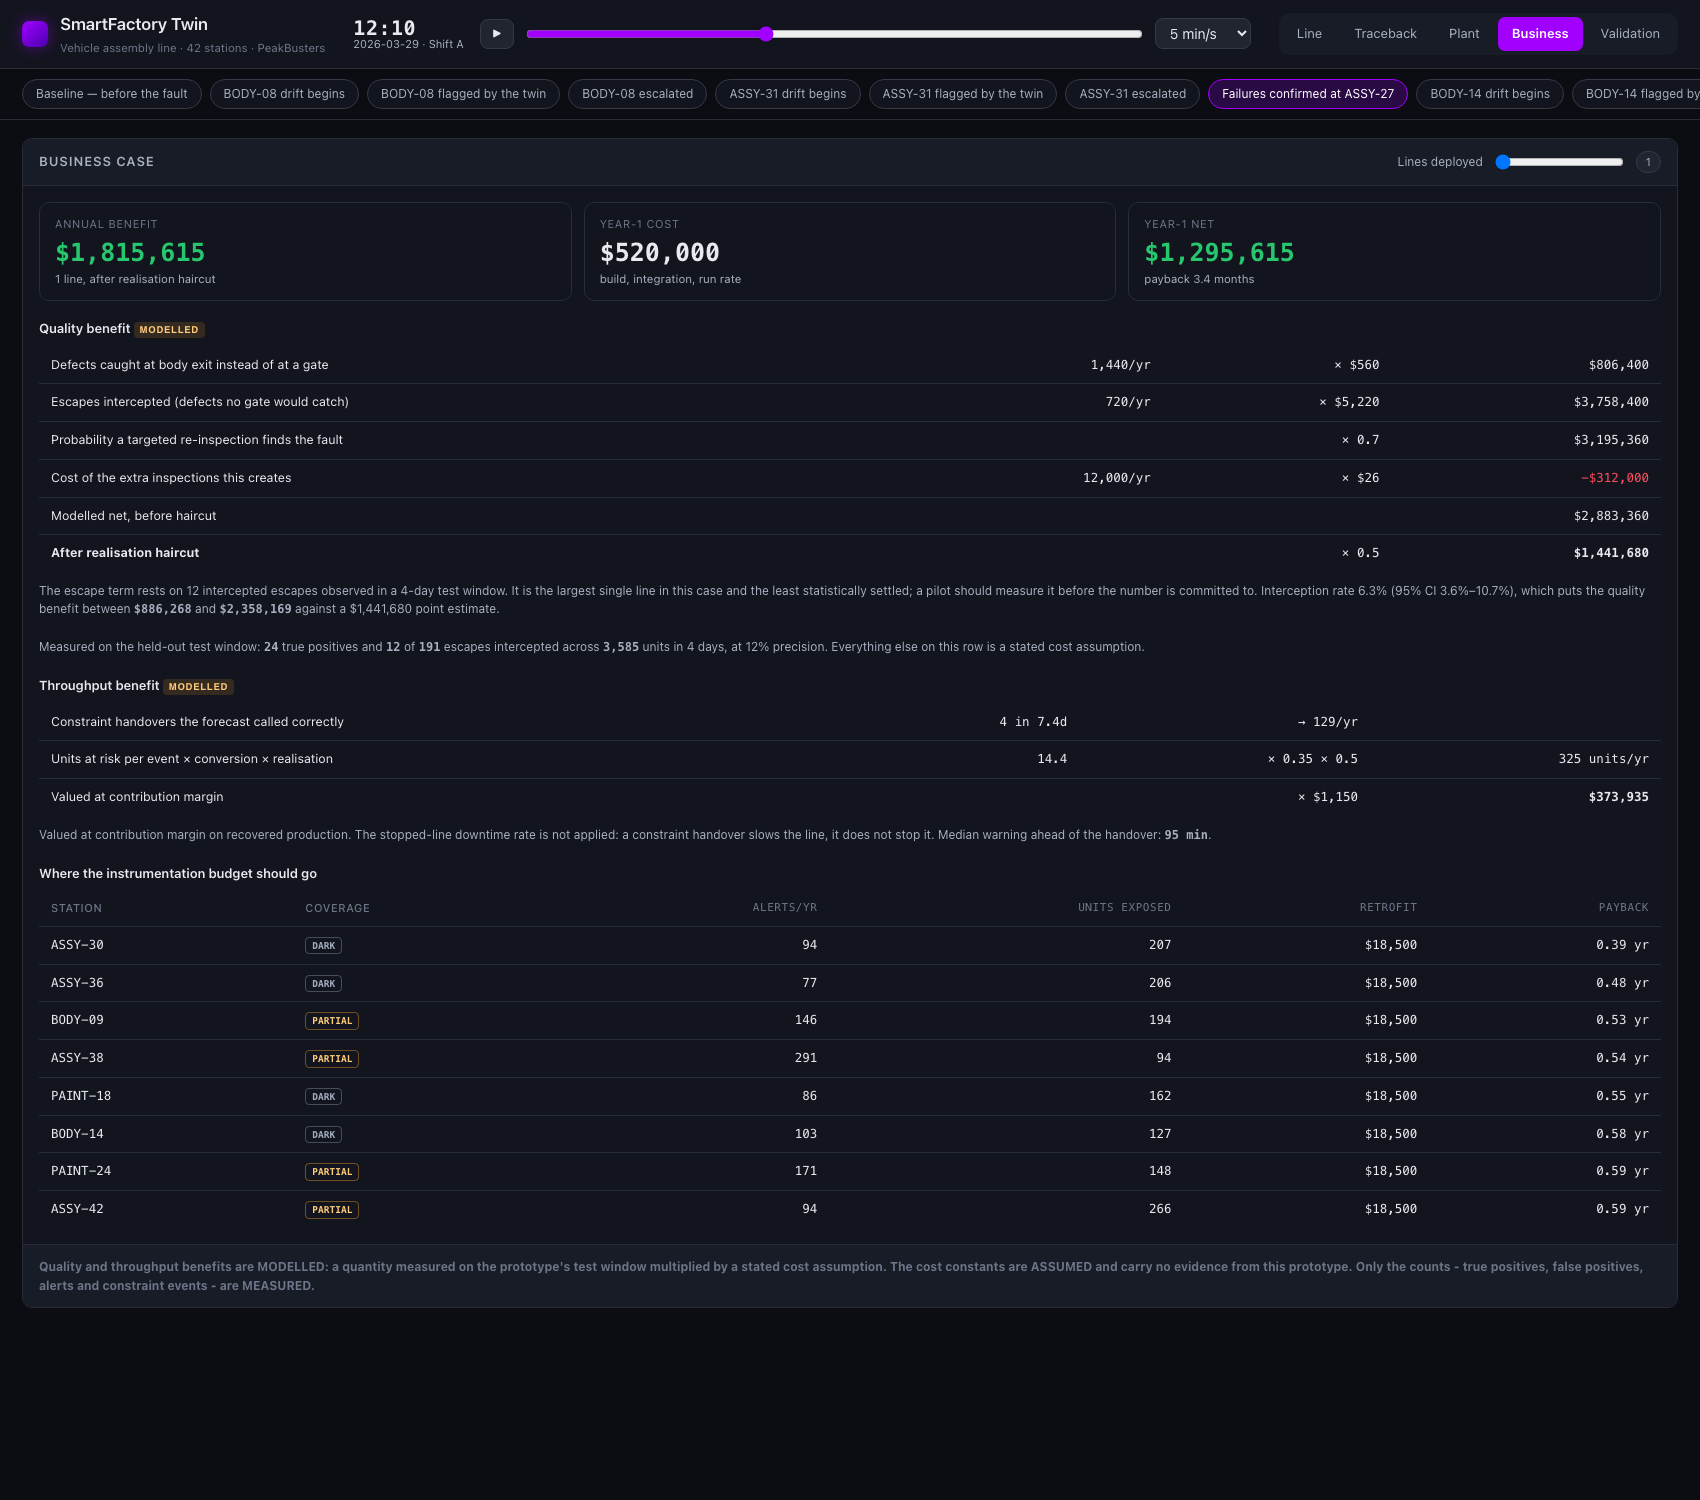 SmartFactory Twin
Vehicle assembly line · 42 stations · PeakBusters
12:10
2026-03-29 · Shift A
5 min/s
Line Traceback Plant Business Validation
Baseline — before the fault BODY-08 drift begins BODY-08 flagged by the twin BODY-08 escalated ASSY-31 drift begins ASSY-31 flagged by the twin ASSY-31 escalated Failures confirmed at ASSY-27 BODY-14 drift begins BODY-14 flagged by
BUSINESS CASE
Lines deployed 1
ANNUAL BENEFIT
$1,815,615
1 line, after realisation haircut
YEAR-1 COST
$520,000
build, integration, run rate
YEAR-1 NET
$1,295,615
payback 3.4 months
Quality benefit MODELLED
Defects caught at body exit instead of at a gate 1,440/yr × $560 $806,400
Escapes intercepted (defects no gate would catch) 720/yr × $5,220 $3,758,400
Probability a targeted re-inspection finds the fault × 0.7 $3,195,360
Cost of the extra inspections this creates 12,000/yr × $26 −$312,000
Modelled net, before haircut $2,883,360
After realisation haircut × 0.5 $1,441,680
The escape term rests on 12 intercepted escapes observed in a 4-day test window. It is the largest single line in this case and the least statistically settled; a pilot should measure it before the number is committed to. Interception rate 6.3% (95% CI 3.6%–10.7%), which puts the quality
benefit between $886,268 and $2,358,169 against a $1,441,680 point estimate.
Measured on the held-out test window: 24 true positives and 12 of 191 escapes intercepted across 3,585 units in 4 days, at 12% precision. Everything else on this row is a stated cost assumption.
Throughput benefit MODELLED
Constraint handovers the forecast called correctly 4 in 7.4d → 129/yr
Units at risk per event × conversion × realisation 14.4 × 0.35 × 0.5 325 units/yr
Valued at contribution margin × $1,150 $373,935
Valued at contribution margin on recovered production. The stopped-line downtime rate is not applied: a constraint handover slows the line, it does not stop it. Median warning ahead of the handover: 95 min.
Where the instrumentation budget should go
STATION COVERAGE ALERTS/YR UNITS EXPOSED RETROFIT PAYBACK
ASSY-30 DARK 94 207 $18,500 0.39 yr
ASSY-36 DARK 77 206 $18,500 0.48 yr
BODY-09 PARTIAL 146 194 $18,500 0.53 yr
ASSY-38 PARTIAL 291 94 $18,500 0.54 yr
PAINT-18 DARK 86 162 $18,500 0.55 yr
BODY-14 DARK 103 127 $18,500 0.58 yr
PAINT-24 PARTIAL 171 148 $18,500 0.59 yr
ASSY-42 PARTIAL 94 266 $18,500 0.59 yr
Quality and throughput benefits are MODELLED: a quantity measured on the prototype's test window multiplied by a stated cost assumption. The cost constants are ASSUMED and carry no evidence from this prototype. Only the counts - true positives, false positives,
alerts and constraint events - are MEASURED.